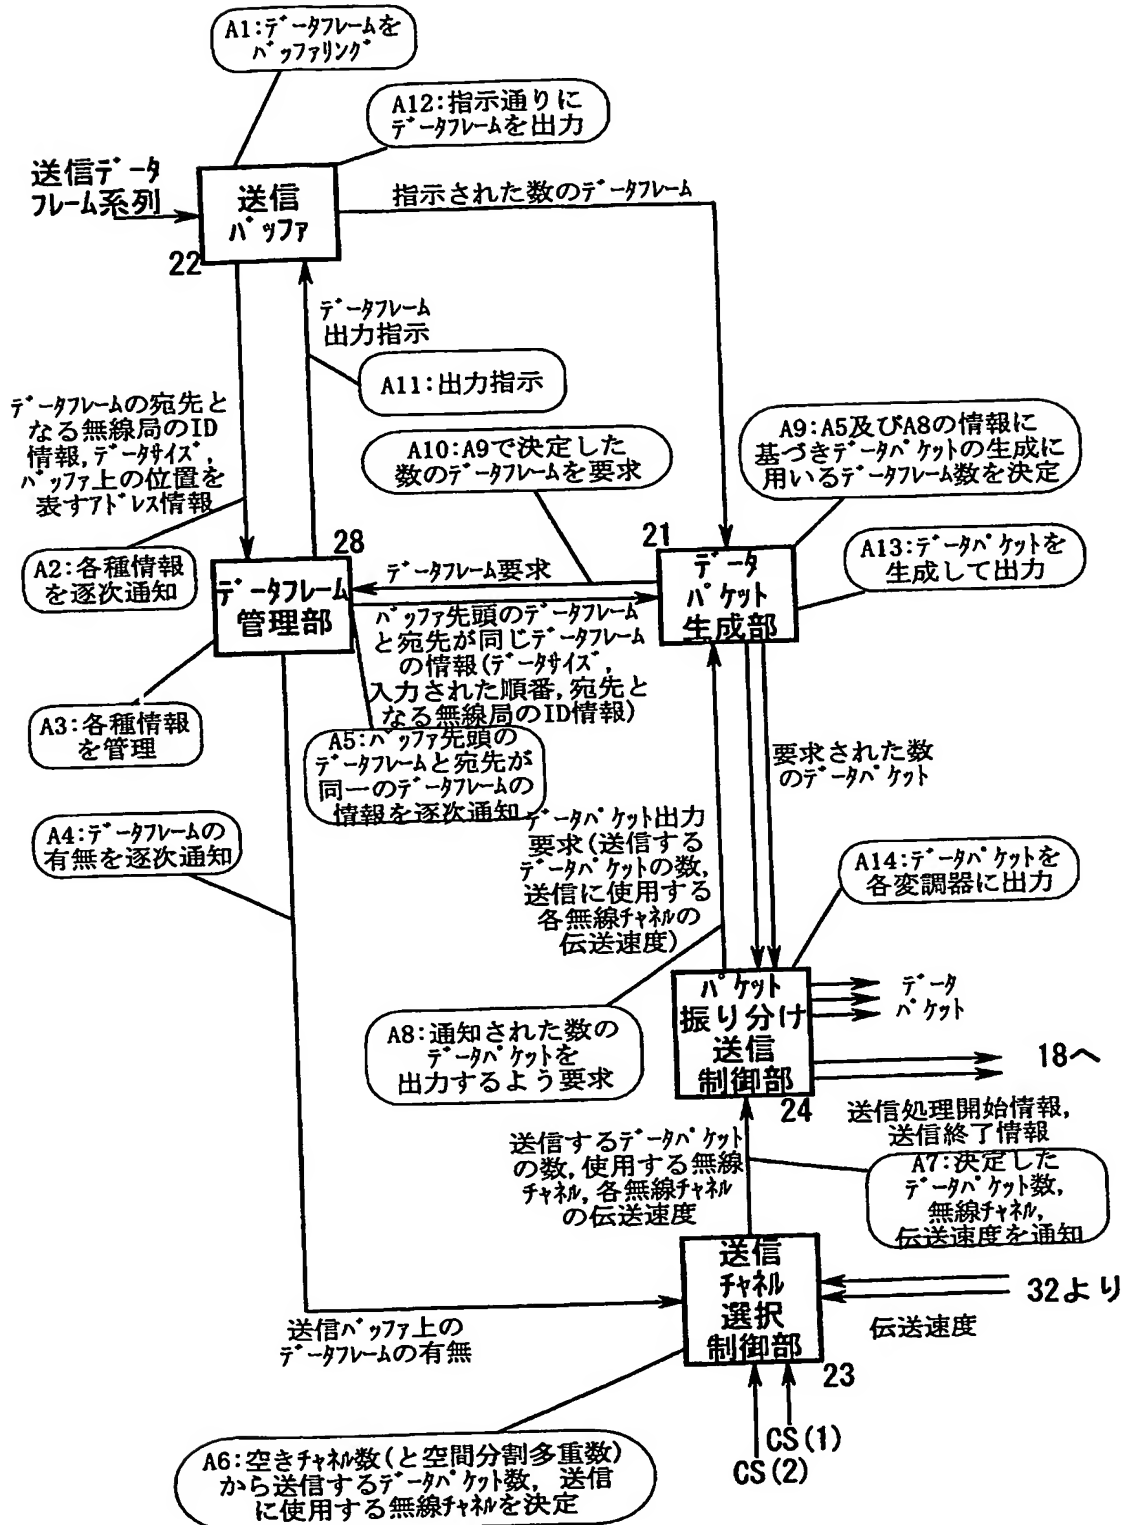 A1:データフレームを
バッファリング
A12:指示通りに
データフレームを出力
送信データ
フレーム系列
送信
バッファ
22
指示された数のデータフレーム
データフレーム
出力指示
A11:出力指示
データフレームの宛先と
なる無線局のID
情報,データサイズ,
バッファ上の位置を
表すアドレス情報
A10:A9で決定した
数のデータフレームを要求
A9:A5及びA8の情報に
基づきデータパケットの生成に
用いるデータフレーム数を決定
A2:各種情報
を逐次通知
28
データフレーム
管理部
データフレーム要求
21
データ
パケット
生成部
A13:データパケットを
生成して出力
バッファ先頭のデータフレーム
と宛先が同じデータフレーム
の情報(データサイズ,
入力された順番,宛先と
なる無線局のID情報)
A3:各種情報
を管理
A5:バッファ先頭の
データフレームと宛先が
同一のデータフレームの
情報を逐次通知
要求された数
のデータパケット
A4:データフレームの
有無を逐次通知
データパケット出力
要求(送信する
データパケットの数,
送信に使用する
各無線チャネルの
伝送速度)
A14:データパケットを
各変調器に出力
パケット
振り分け
送信
制御部
24
データ
パケット
18へ
A8:通知された数の
データパケットを
出力するよう要求
送信処理開始情報,
送信終了情報
送信するデータパケット
の数,使用する無線
チャネル,各無線チャネル
の伝送速度
A7:決定した
データパケット数,
無線チャネル,
伝送速度を通知
送信
チャネル
選択
制御部
23
32より
伝送速度
送信バッファ上の
データフレームの有無
CS(1)
CS(2)
A6:空きチャネル数(と空間分割多重数)
から送信するデータパケット数, 送信
に使用する無線チャネルを決定